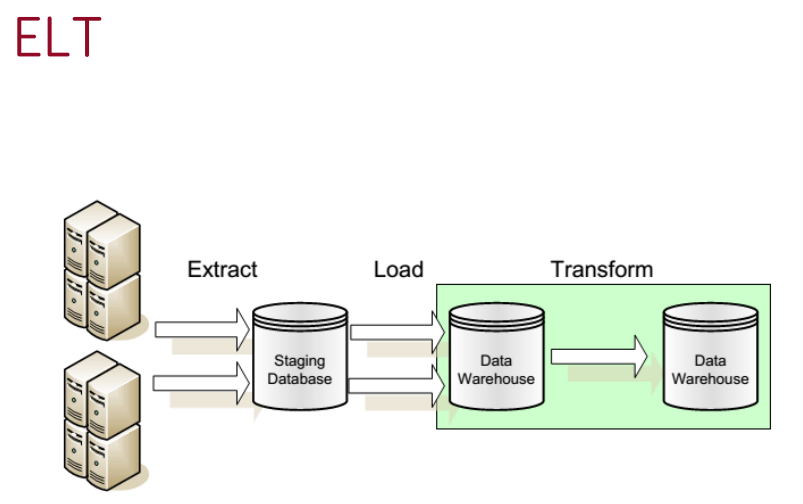 ELT
Extract
Load
Transform
Staging
Database
Data
Warehouse
Data
Warehouse